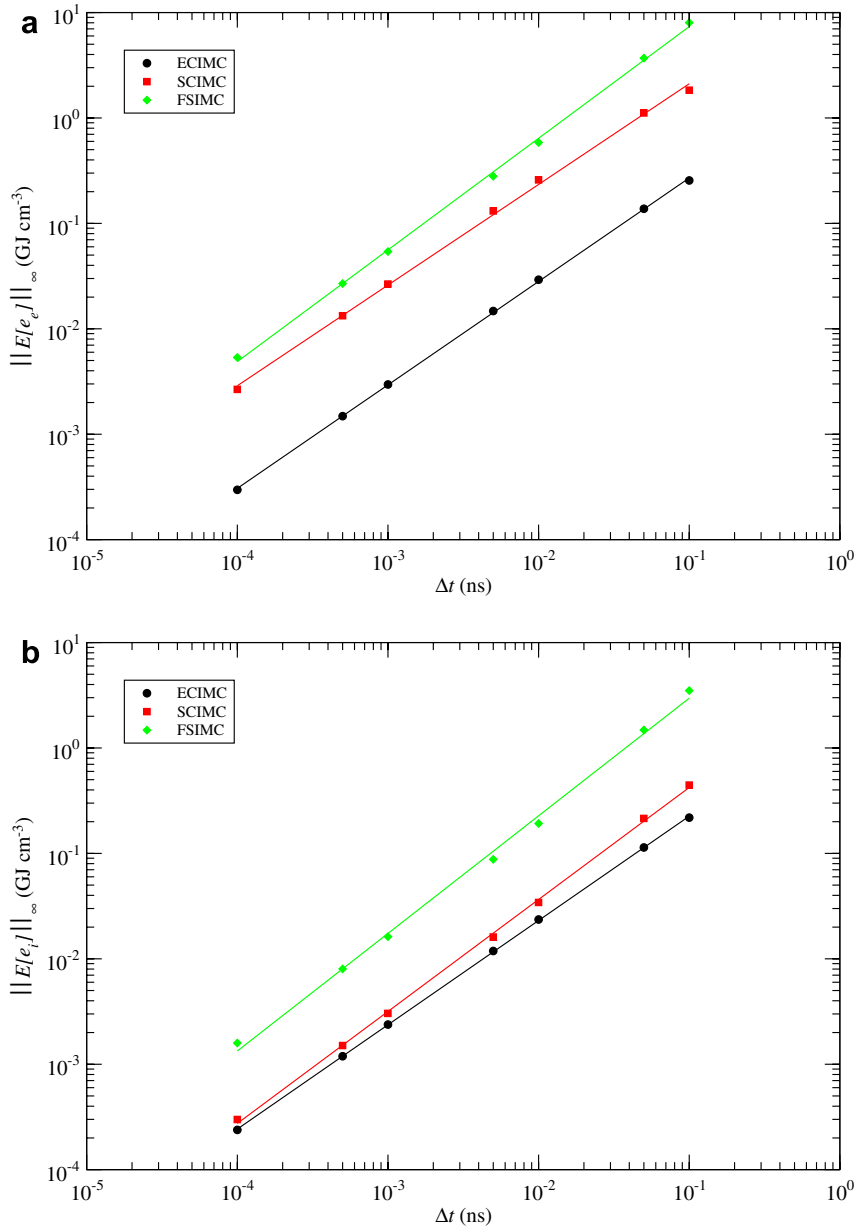 a
ECIMC
SCIMC
FSIMC
10^1
10^0
10^-1
10^-2
10^-3
10^-4
||E[e_e]||_∞ (GJ cm^-3)
10^-5 10^-4 10^-3 10^-2 10^-1 10^0
Δt (ns)
b
ECIMC
SCIMC
FSIMC
10^1
10^0
10^-1
10^-2
10^-3
10^-4
||E[e_i]||_∞ (GJ cm^-3)
10^-5 10^-4 10^-3 10^-2 10^-1 10^0
Δt (ns)